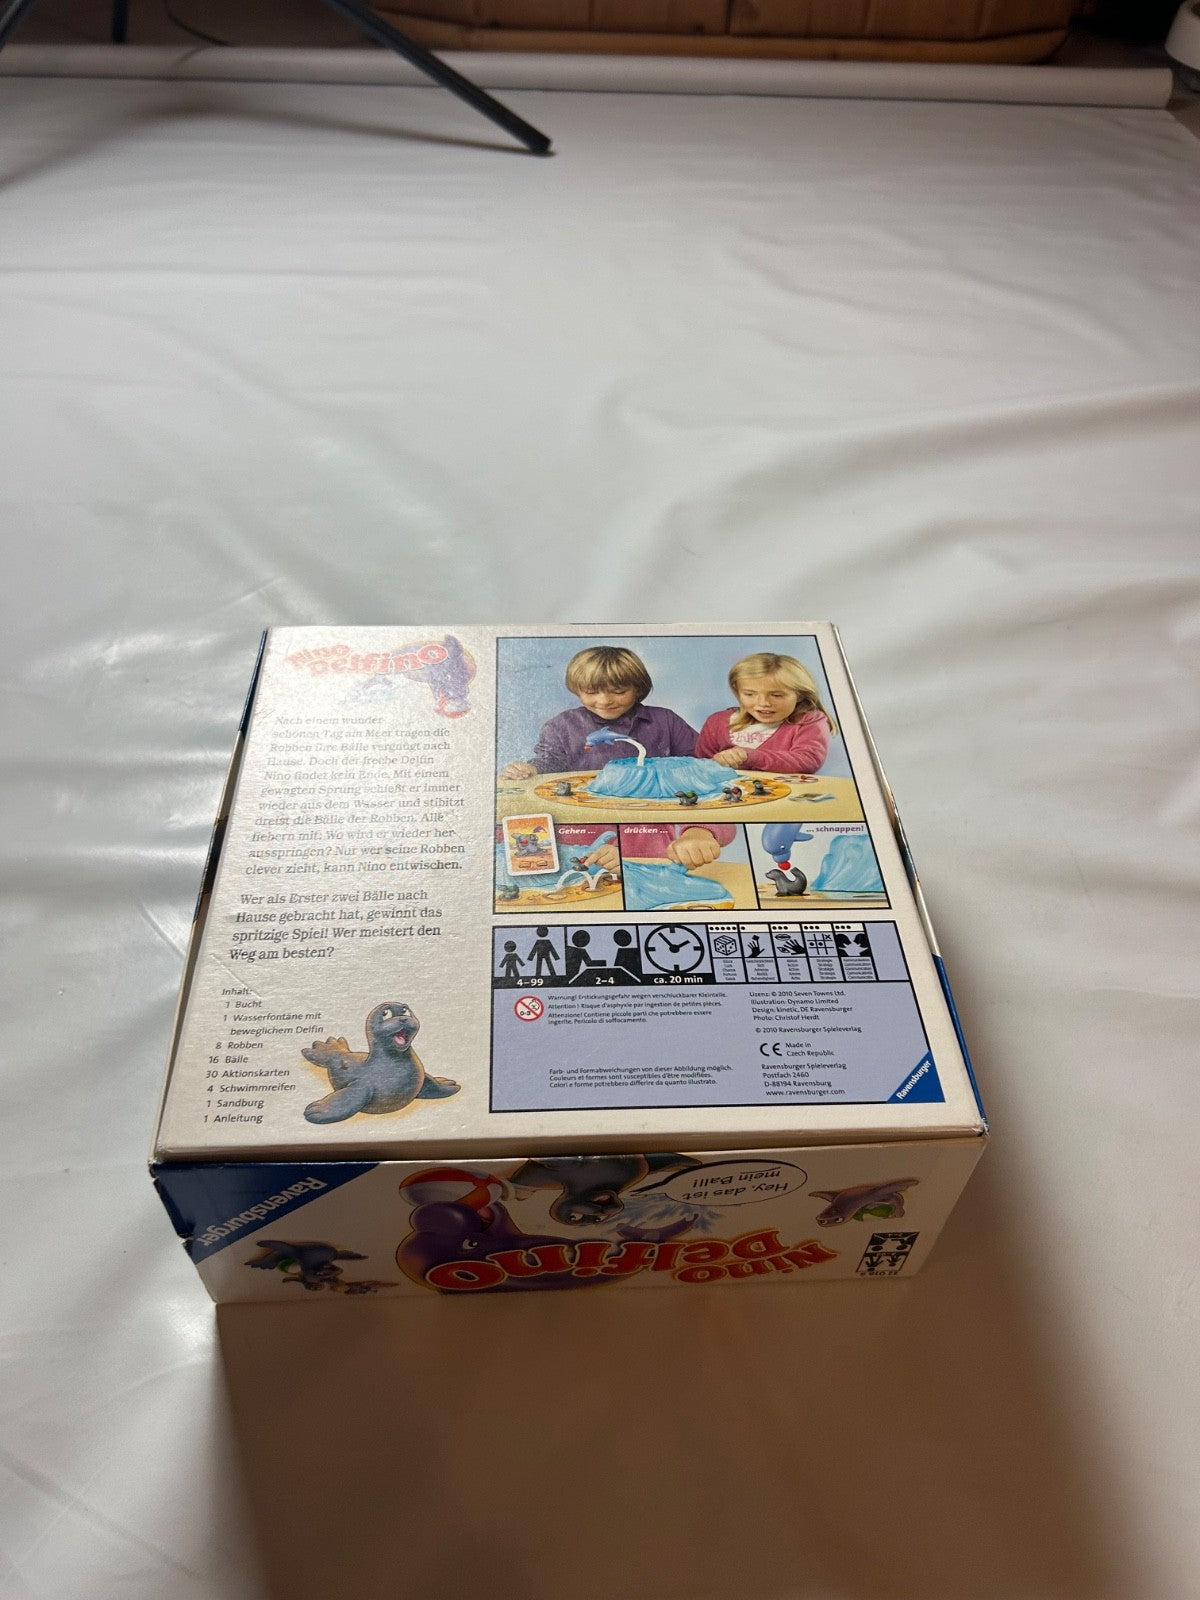 Nino
Delfino
Nach einem wunder
schönen Tag am Meer tragen die
Robben ihre Bälle vergnügt nach
Hause. Doch der freche Delfin
Nino findet kein Ende. Mit einem
gewagten Sprung schießt er immer
wieder aus dem Wasser und stibitzt
dreist die Bälle der Robben. Alle
fiebern mit: Wo wird er wieder her-
ausspringen? Nur wer seine Robben
clever zieht, kann Nino entwischen.
Wer als Erster zwei Bälle nach
Hause gebracht hat, gewinnt das
spritzige Spiel! Wer meistert den
Weg am besten?
Inhalt:
1 Bucht
1 Wasserfontäne mit
beweglichem Delfin
8 Robben
16 Bälle
30 Aktionskarten
4 Schwimmreifen
1 Sandburg
1 Anleitung
Gehen ...
drücken ...
... schnappen!
4–99
2–4
ca. 20 min
0-3
Warnung! Erstickungsgefahr wegen verschluckbarer Kleinteile.
Attention! Risque d'asphyxie par ingestion de petites pièces.
Attenzione! Contiene piccole parti che potrebbero essere
ingerite. Pericolo di soffocamento.
Farb- und Formabweichungen von dieser Abbildung möglich.
Couleurs et formes sont susceptibles d'être modifiées.
Colori e forme potrebbero differire da quanto illustrato.
Lizenz: © 2010 Seven Towns Ltd.
Illustration: Dynamo Limited
Design: kinetic, DE Ravensburger
Photo: Christof Herdt
© 2010 Ravensburger Spieleverlag
CE Made in
Czech Republic
Ravensburger Spieleverlag
Postfach 2460
D-88194 Ravensburg
www.ravensburger.com
Ravensburger
Ravensburger
Hey, das ist
mein Ball!!
Nino
Delfino